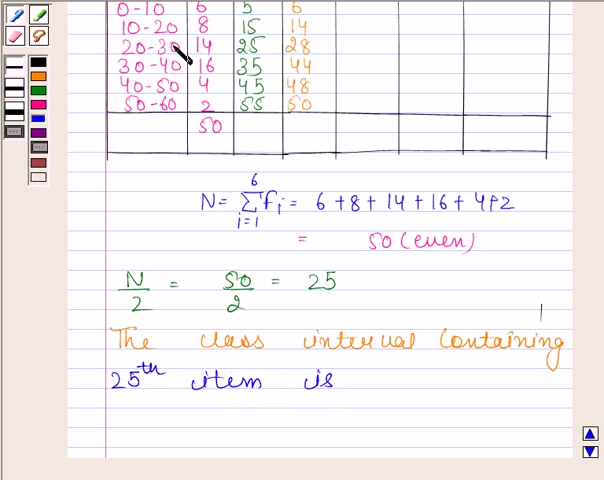 0-10 6 5 6
10-20 8 15 14
20-30 14 25 28
30-40 16 35 44
40-50 4 45 48
50-60 2 55 50
50
N = 6 Σ i=1 fi = 6 + 8 + 14 + 16 + 4+2
= 50 (even)
N/2 = 50/2 = 25
The class interval containing
25th item is